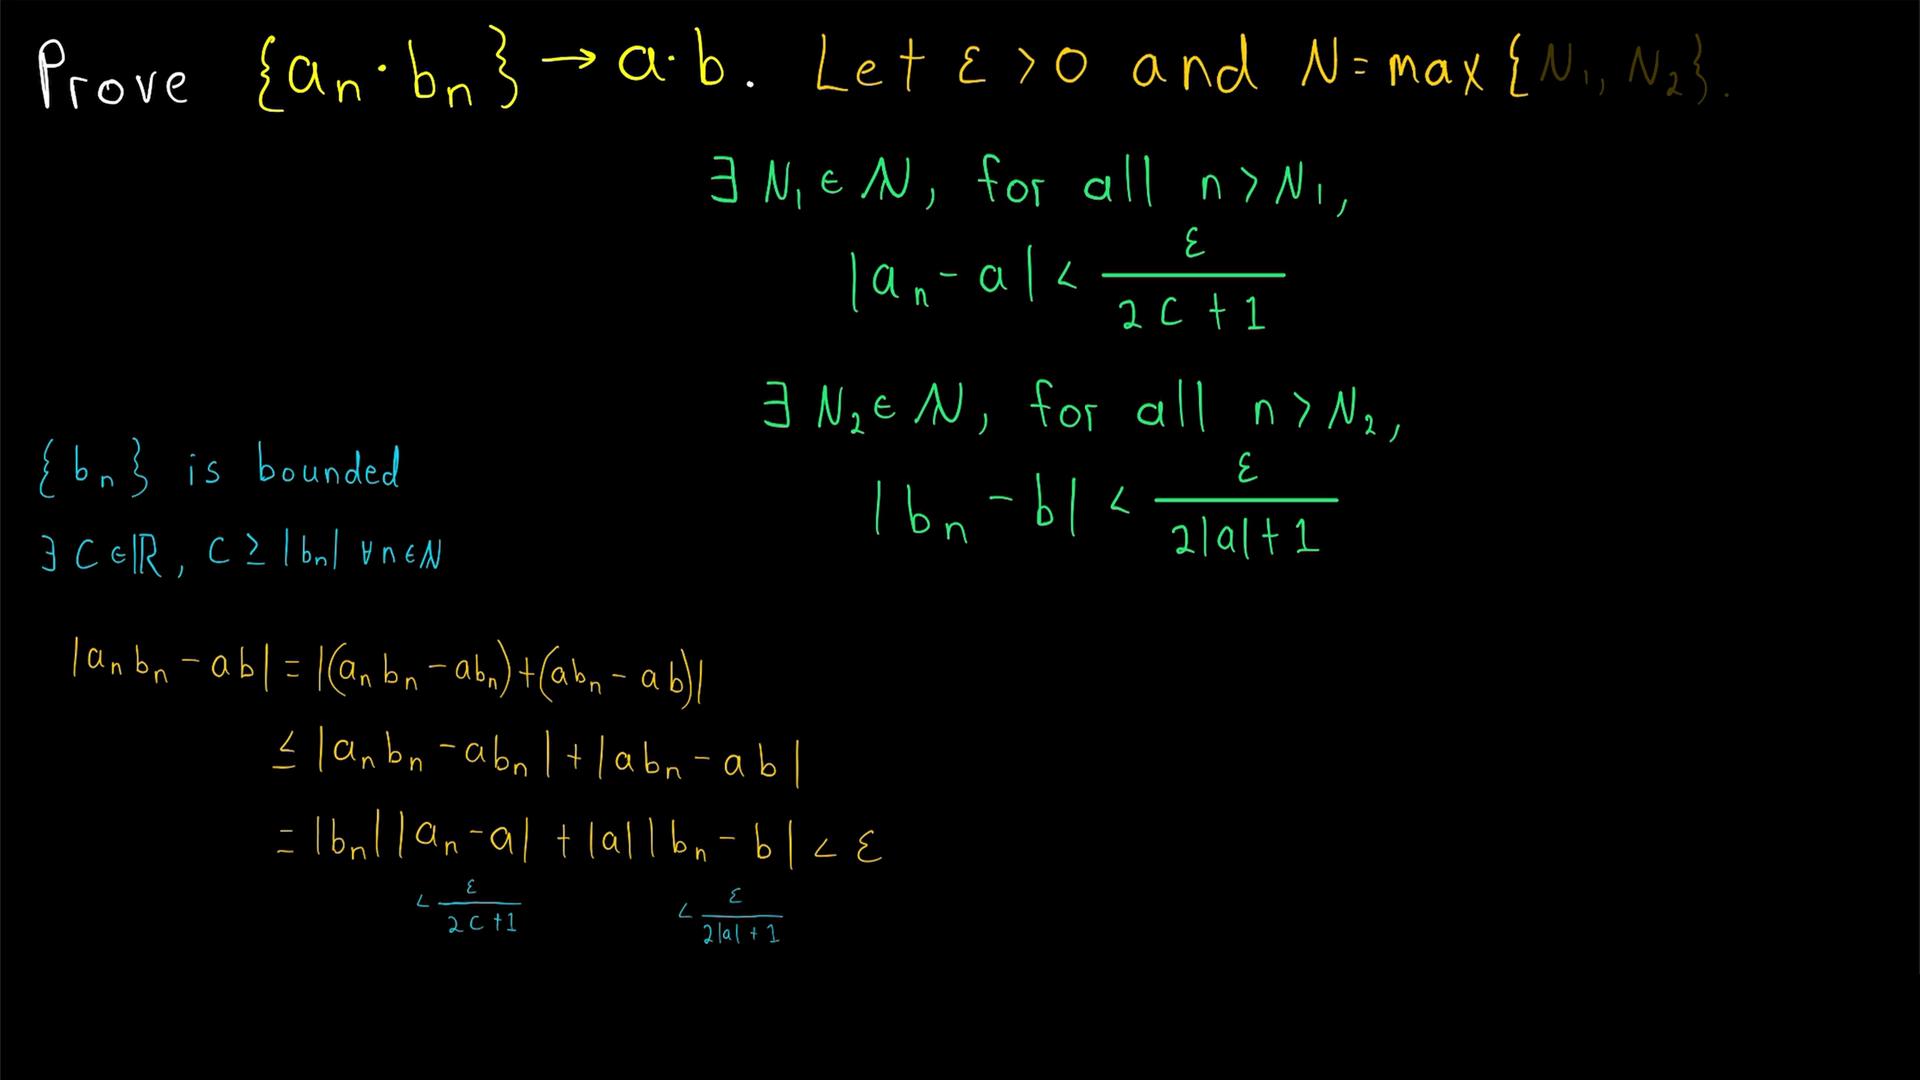 Prove {aₙ · bₙ} → a·b. Let ε > 0 and N = max {N₁, N₂}.
∃ N₁ ∈ ℕ, for all n > N₁,
|aₙ - a| < ε / (2C + 1)
∃ N₂ ∈ ℕ, for all n > N₂,
|bₙ - b| < ε / (2|a| + 1)
{bₙ} is bounded
∃ C ∈ ℝ, C ≥ |bₙ| ∀ n ∈ ℕ
|aₙbₙ - ab| = |(aₙbₙ - abₙ) + (abₙ - ab)|
≤ |aₙbₙ - abₙ| + |abₙ - ab|
= |bₙ||aₙ - a| + |a||bₙ - b| < ε
< ε / (2C + 1) < ε / (2|a| + 1)